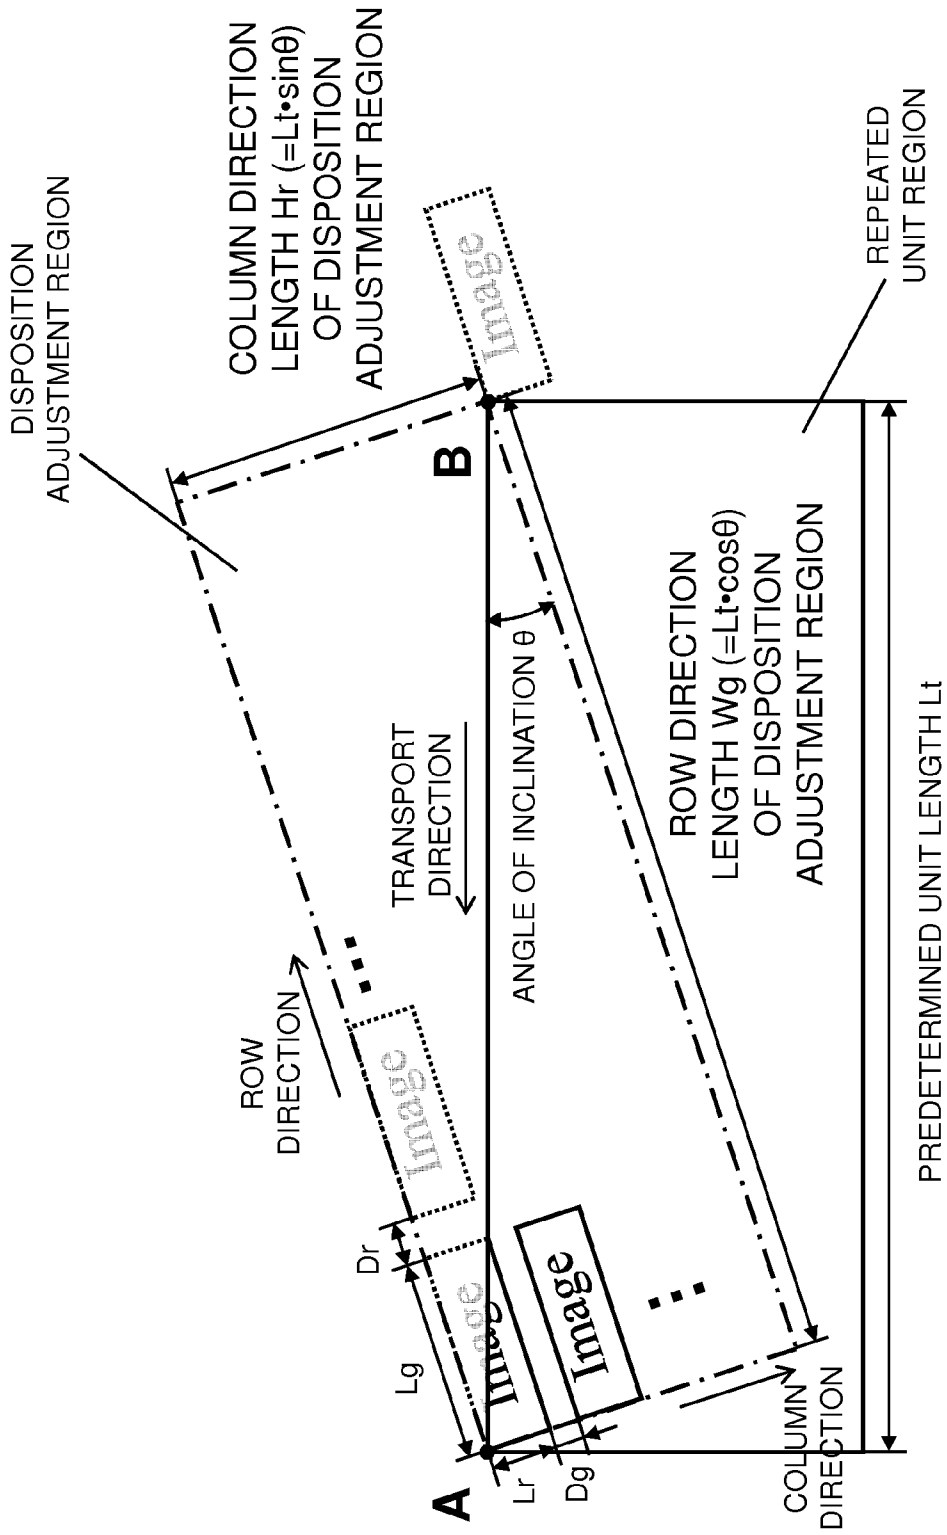 DISPOSITION
ADJUSTMENT REGION
COLUMN DIRECTION
LENGTH Hr (=Lt•sinθ)
OF DISPOSITION
ADJUSTMENT REGION
ROW
DIRECTION
Image
Image
B
TRANSPORT
DIRECTION
ANGLE OF INCLINATION θ
Dr
Lg
Image
Image
A
Lr
Dg
COLUMN
DIRECTION
ROW DIRECTION
LENGTH Wg (=Lt•cosθ)
OF DISPOSITION
ADJUSTMENT REGION
REPEATED
UNIT REGION
PREDETERMINED UNIT LENGTH Lt